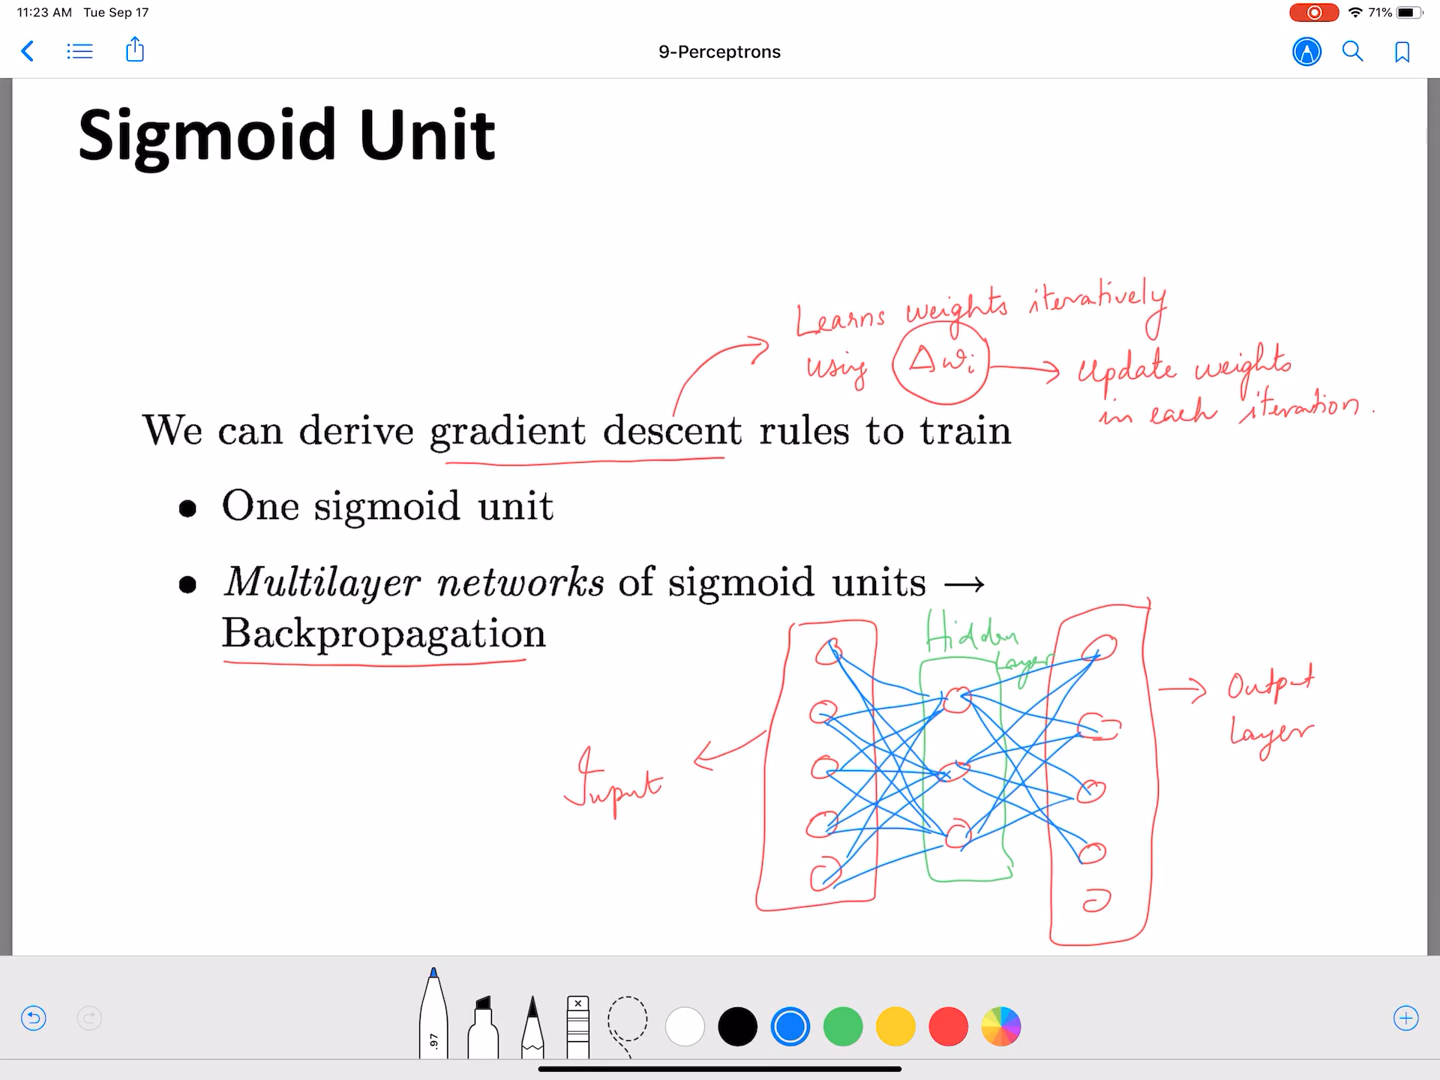 11:23 AM Tue Sep 17
71%
9-Perceptrons
Sigmoid Unit
Learns weights iteratively
using Δwᵢ → Update weights
in each iteration.
We can derive gradient descent rules to train
• One sigmoid unit
• Multilayer networks of sigmoid units →
Backpropagation
Hidden
Layer
Output
Layer
Input
.97